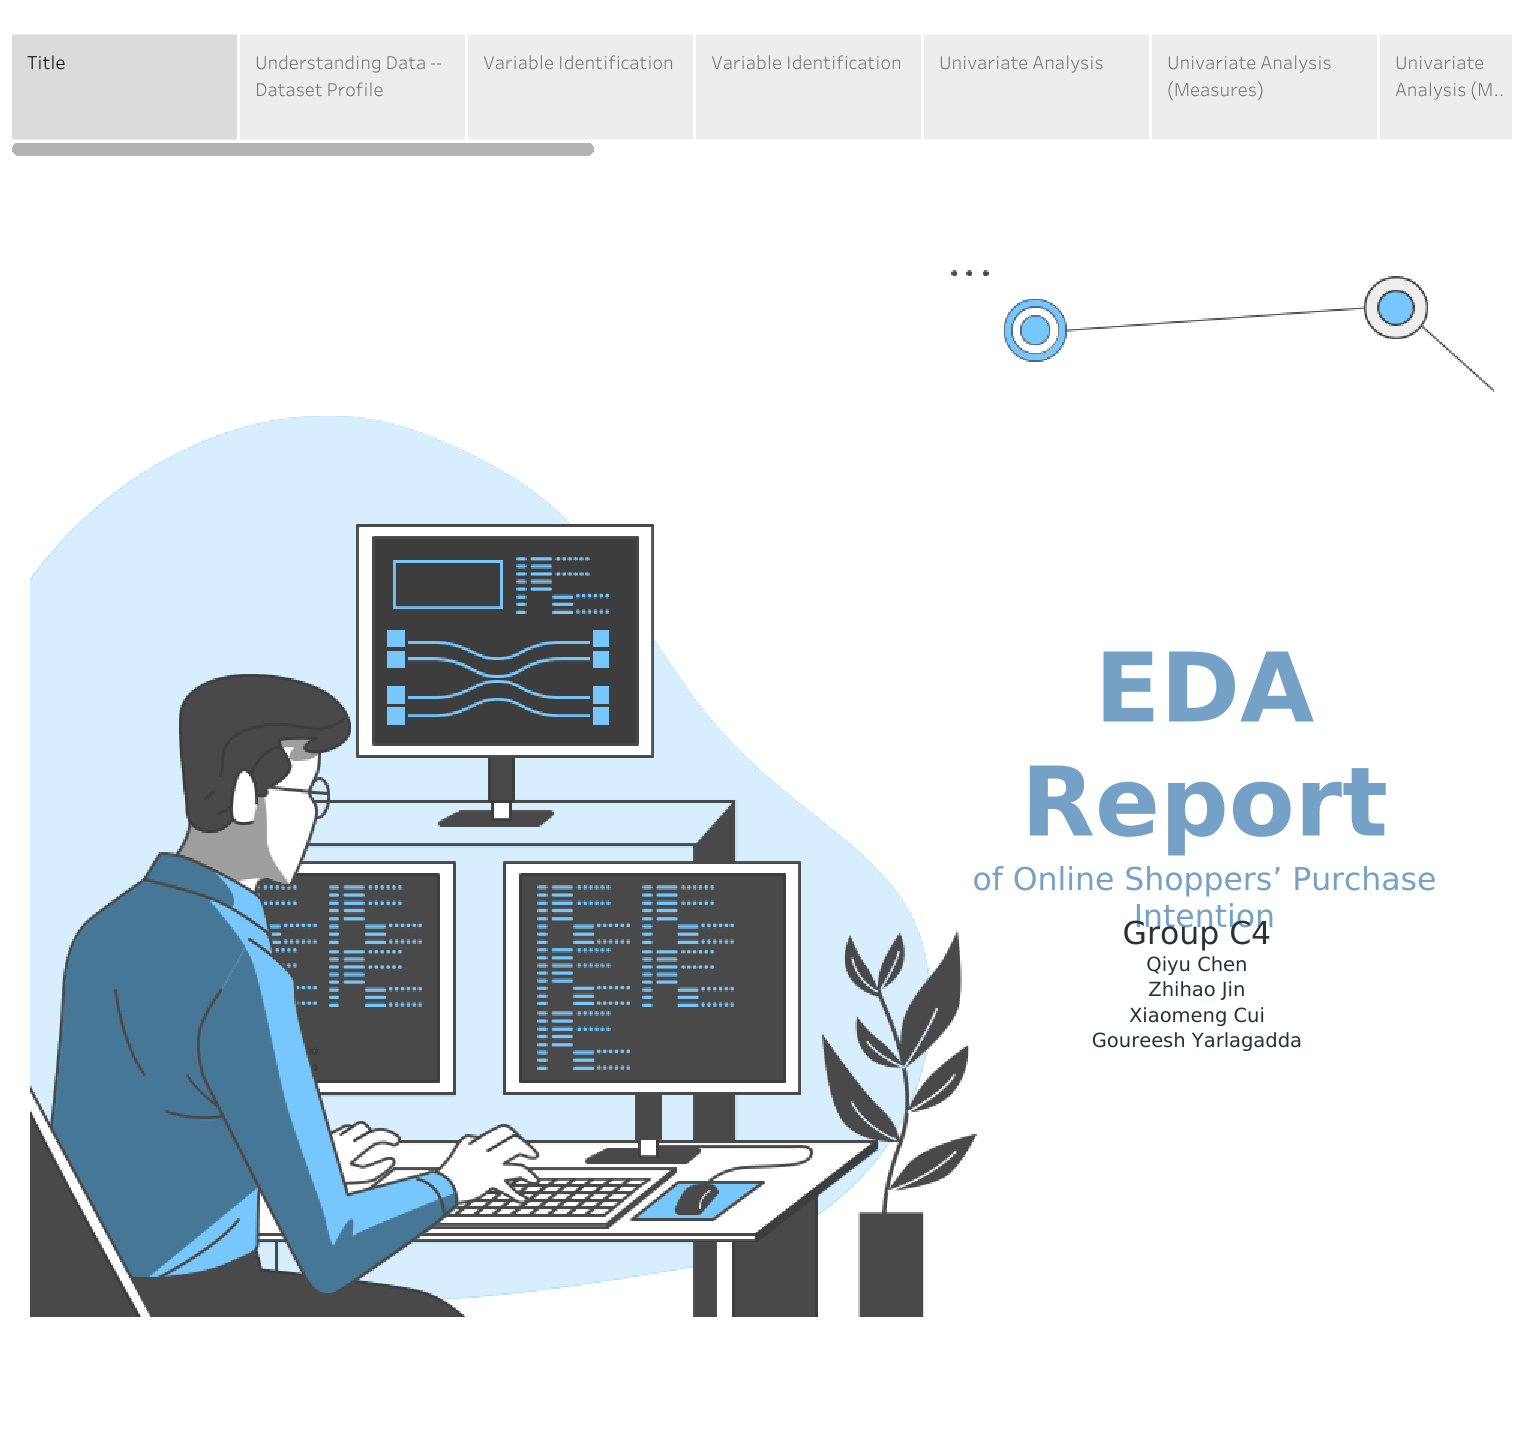 Title
Understanding Data --
Dataset Profile
Variable Identification
Variable Identification
Univariate Analysis
Univariate Analysis
(Measures)
Univariate
Analysis (M..
EDA
Report
of Online Shoppers’ Purchase
Intention
Group C4
Qiyu Chen
Zhihao Jin
Xiaomeng Cui
Goureesh Yarlagadda